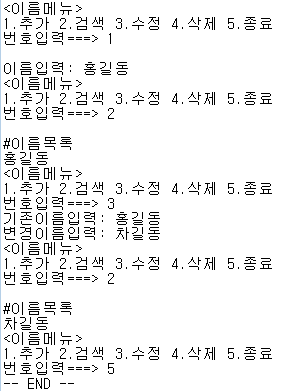 <이름메뉴>
1.추가 2.검색 3.수정 4.삭제 5.종료
번호입력===> 1
이름입력: 홍길동
<이름메뉴>
1.추가 2.검색 3.수정 4.삭제 5.종료
번호입력===> 2
#이름목록
홍길동
<이름메뉴>
1.추가 2.검색 3.수정 4.삭제 5.종료
번호입력===> 3
기존이름입력: 홍길동
변경이름입력: 차길동
<이름메뉴>
1.추가 2.검색 3.수정 4.삭제 5.종료
번호입력===> 2
#이름목록
차길동
<이름메뉴>
1.추가 2.검색 3.수정 4.삭제 5.종료
번호입력===> 5
-- END --